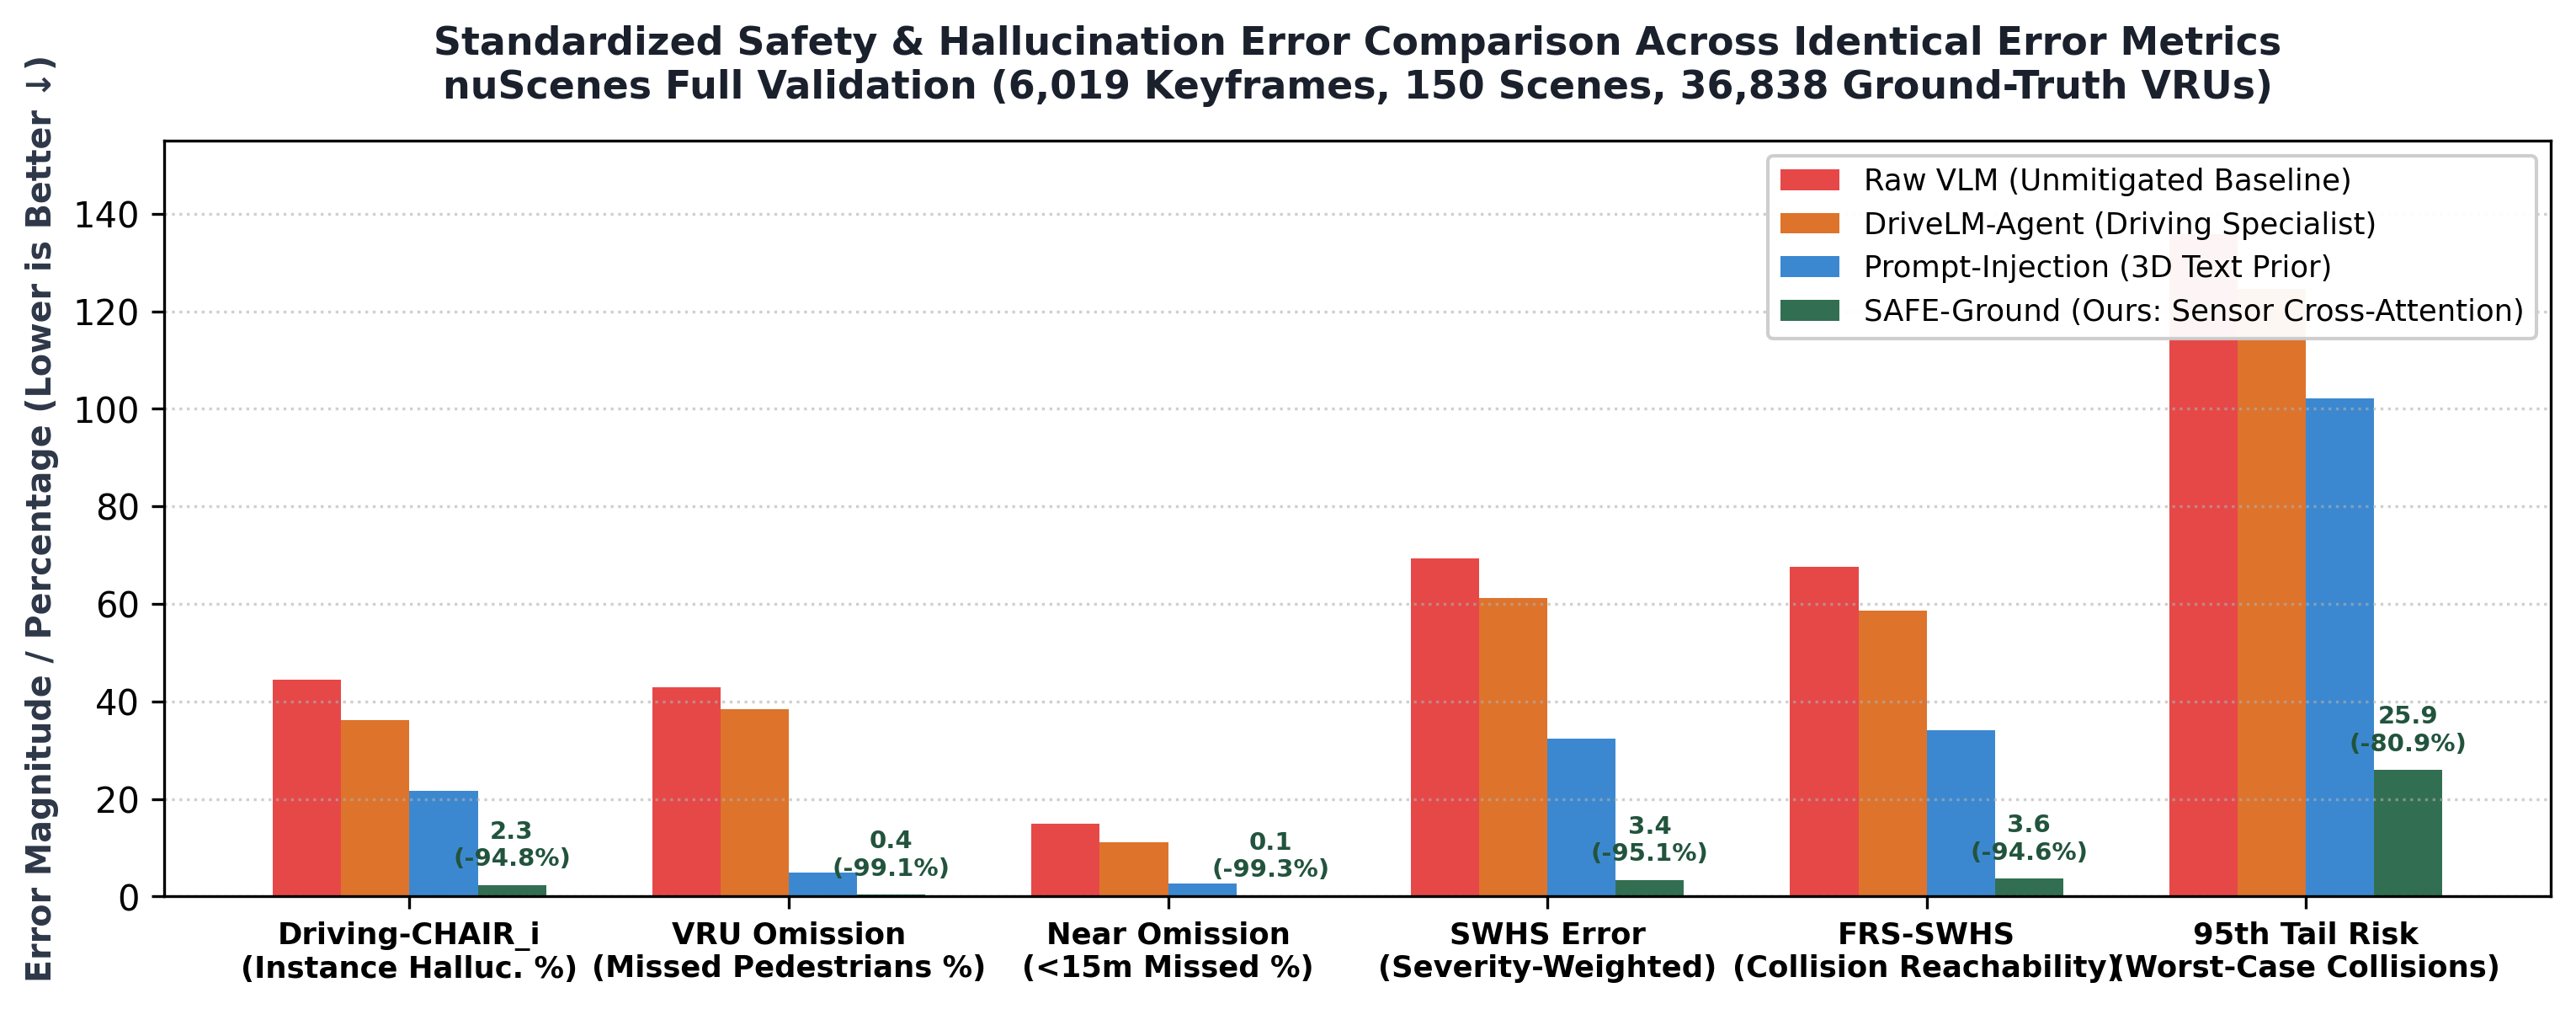 Standardized Safety & Hallucination Error Comparison Across Identical Error Metrics
nuScenes Full Validation (6,019 Keyframes, 150 Scenes, 36,838 Ground-Truth VRUs)
Error Magnitude / Percentage (Lower is Better ↓)
140
120
100
80
60
40
20
0
Raw VLM (Unmitigated Baseline)
DriveLM-Agent (Driving Specialist)
Prompt-Injection (3D Text Prior)
SAFE-Ground (Ours: Sensor Cross-Attention)
2.3
(-94.8%)
0.4
(-99.1%)
0.1
(-99.3%)
3.4
(-95.1%)
3.6
(-94.6%)
25.9
(-80.9%)
Driving-CHAIR_i
(Instance Halluc. %)
VRU Omission
(Missed Pedestrians %)
Near Omission
(<15m Missed %)
SWHS Error
(Severity-Weighted)
FRS-SWHS
(Collision Reachability)
95th Tail Risk
(Worst-Case Collisions)